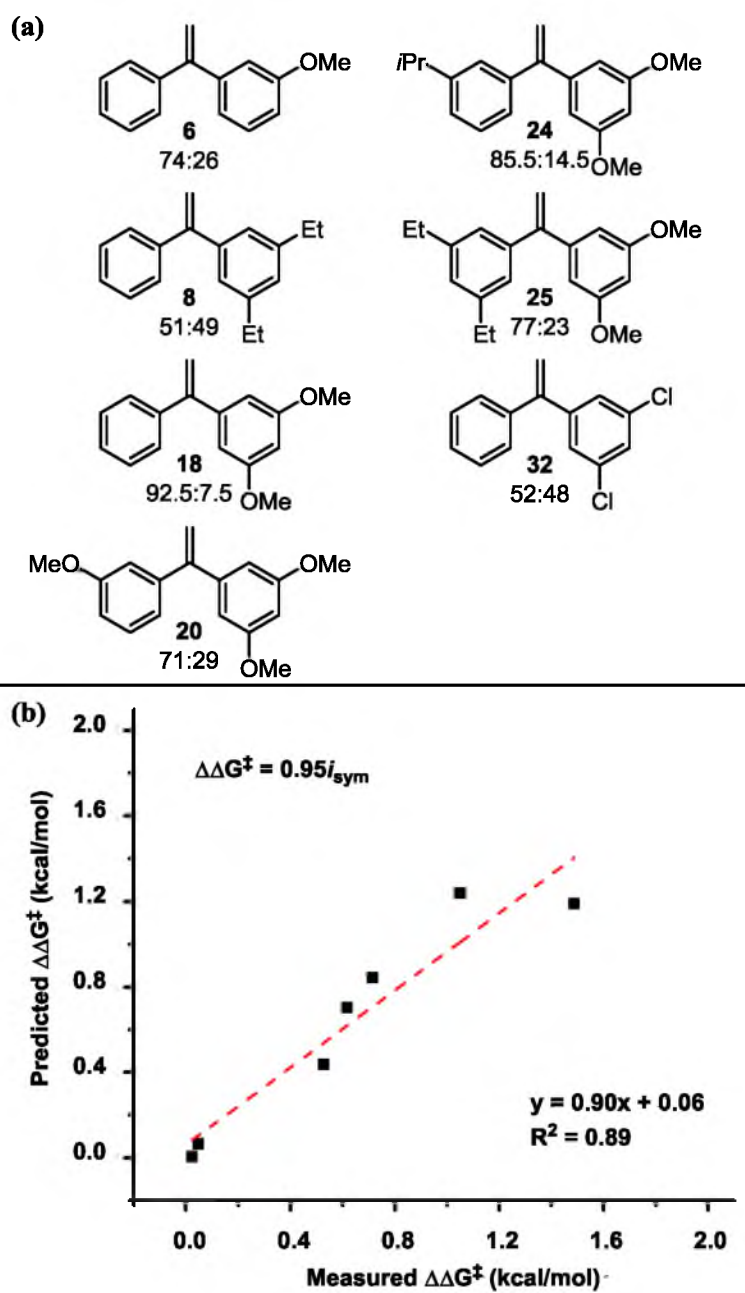 (a)
OMe
6
74:26
iPr
OMe
24
85.5:14.5
OMe
Et
8
51:49
Et
Et
OMe
25
77:23
Et
OMe
OMe
18
92.5:7.5
OMe
Cl
32
52:48
Cl
MeO
OMe
20
71:29
OMe
(b)
2.0
1.6
1.2
0.8
0.4
0.0
Predicted ΔΔG‡ (kcal/mol)
ΔΔG‡ = 0.95isym
y = 0.90x + 0.06
R2 = 0.89
0.0 0.4 0.8 1.2 1.6 2.0
Measured ΔΔG‡ (kcal/mol)